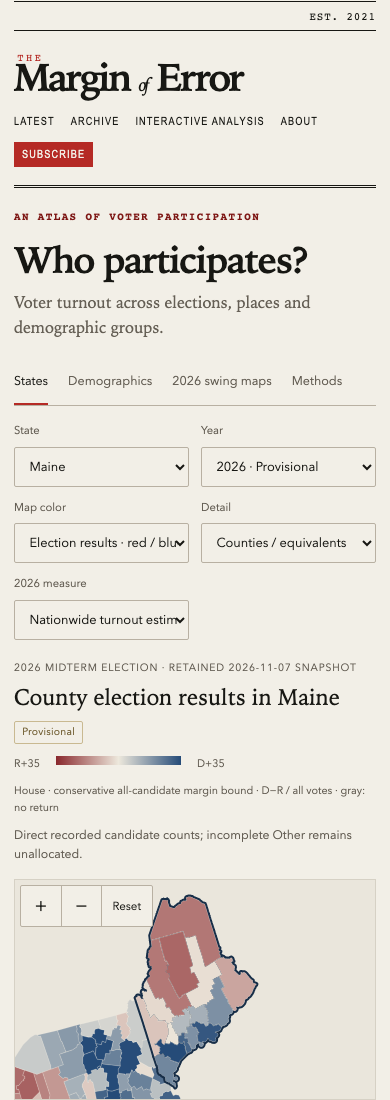 EST. 2021
THE
Margin of Error
LATEST ARCHIVE INTERACTIVE ANALYSIS ABOUT
SUBSCRIBE
AN ATLAS OF VOTER PARTICIPATION
Who participates?
Voter turnout across elections, places and
demographic groups.
States Demographics 2026 swing maps Methods
State Year
Maine 2026 · Provisional
Map color Detail
Election results · red / blu Counties / equivalents
2026 measure
Nationwide turnout estim
2026 MIDTERM ELECTION · RETAINED 2026-11-07 SNAPSHOT
County election results in Maine
Provisional
R+35 D+35
House · conservative all-candidate margin bound · D−R / all votes · gray:
no return
Direct recorded candidate counts; incomplete Other remains
unallocated.
+ − Reset